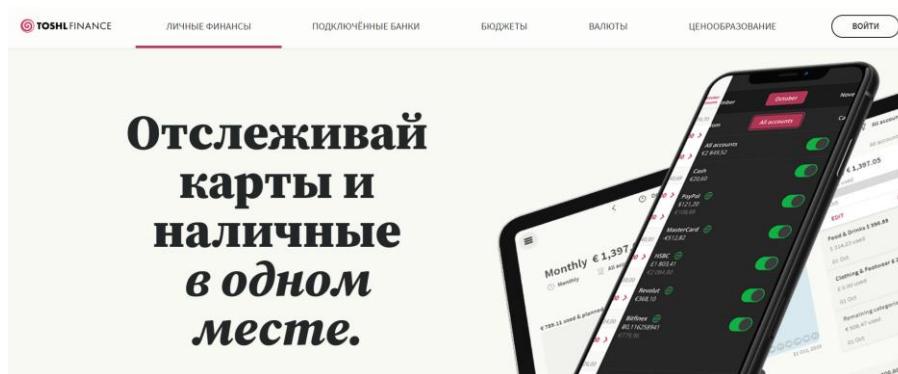 TOSHL FINANCE
ЛИЧНЫЕ ФИНАНСЫ
ПОДКЛЮЧЁННЫЕ БАНКИ
БЮДЖЕТЫ
ВАЛЮТЫ
ЦЕНООБРАЗОВАНИЕ
ВОЙТИ
Отслеживай
карты и
наличные
в одном
месте.
October
All accounts
All accounts
€2 849,52
Cash
€20,60
PayPal
$121,20
MasterCard
-€512,82
HSBC
-£1 803,41
Revolut
€368,10
Bitfinex
Monthly € 1,397
Monthly
€ 1,397.05
EDIT
Food & Drinks
Clothing & Footwear
01 Oct